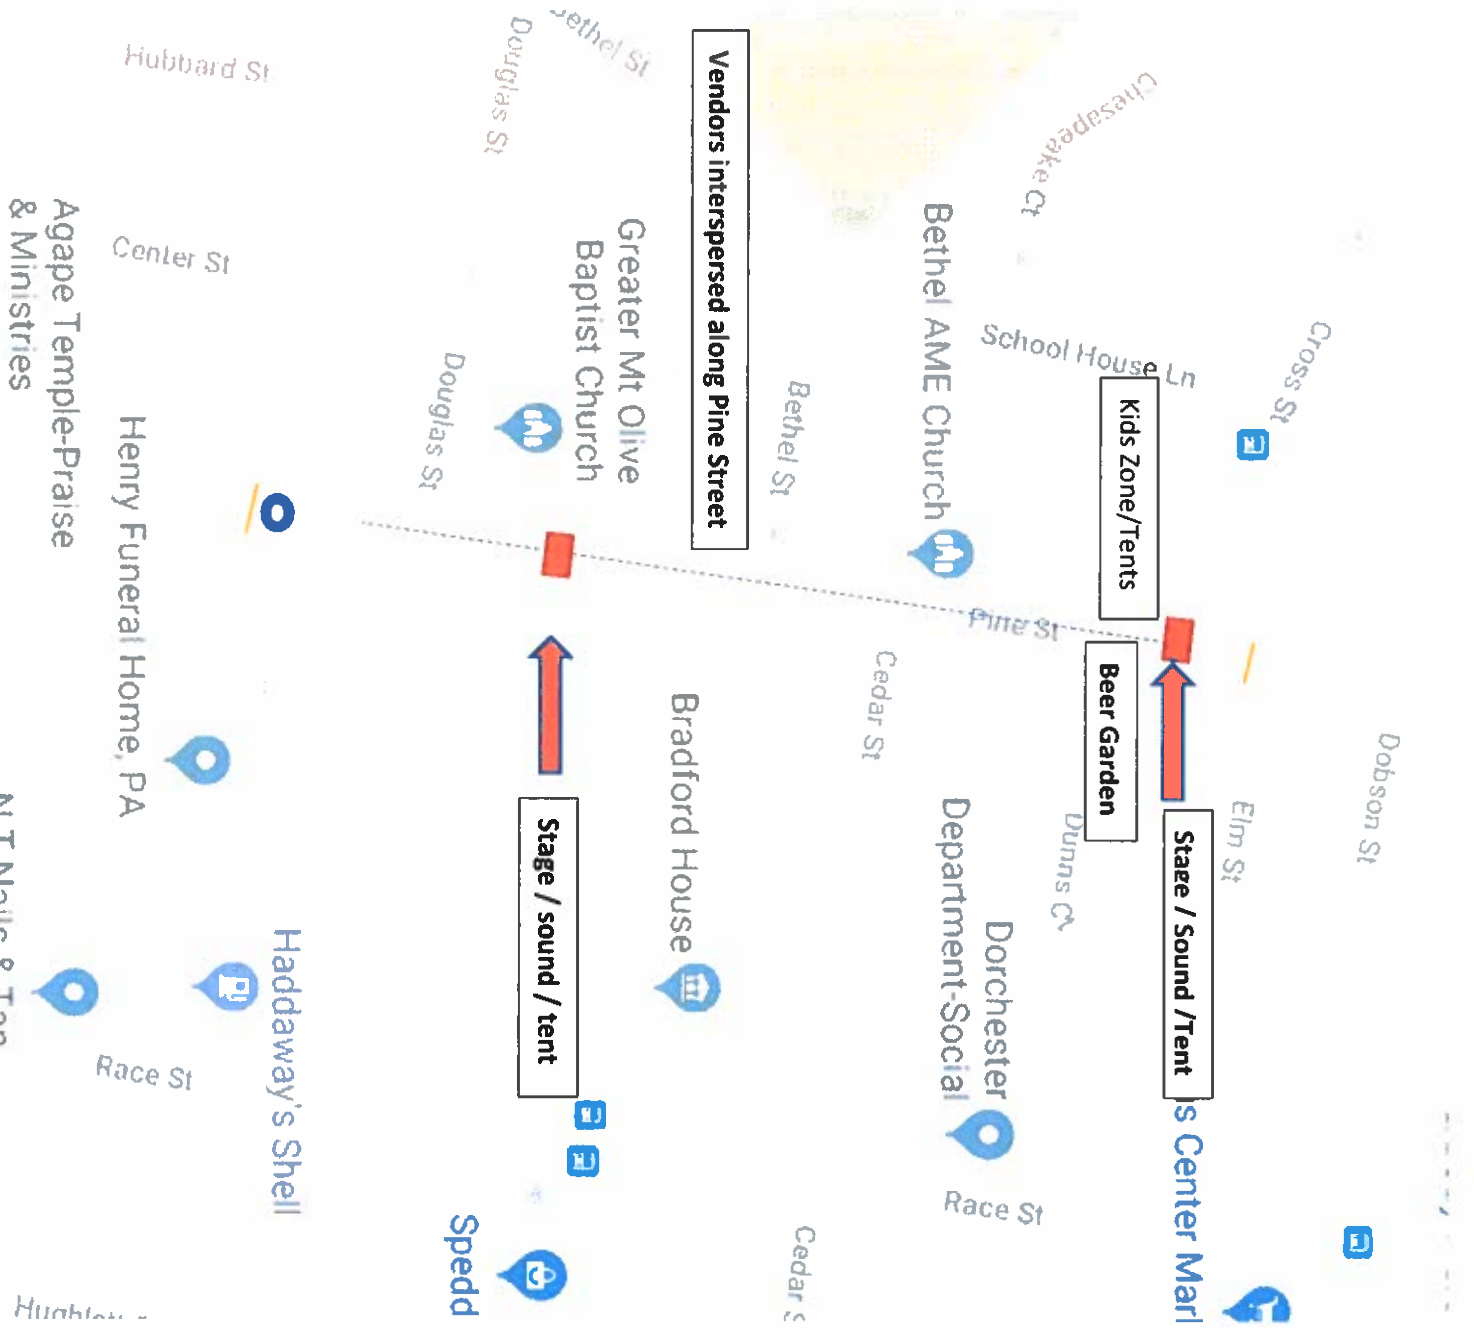 Dobson St
Cross St
Elm St
Stage / Sound /Tent
s Center Marl
Kids Zone/Tents
Beer Garden
School House Ln
Chesapeake Ct
Dunns Ct
Pine St
Dorchester
Department-Social
Race St
Bethel AME Church
Cedar St
Bethel St
Cedar S
Vendors interspersed along Pine Street
Bradford House
Greater Mt Olive
Baptist Church
Bethel St
Stage / sound / tent
Douglas St
Douglas St
Spedd
Haddaway's Shell
Hubbard St
Center St
Henry Funeral Home, PA
Race St
Agape Temple-Praise
& Ministries